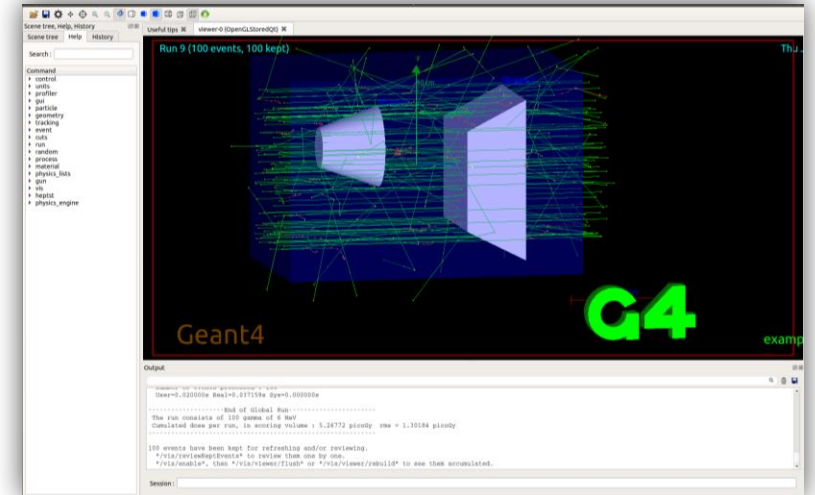 Scene tree, Help, History
Scene tree Help History
Search :
Command
control
units
profiler
gui
particle
geometry
tracking
event
cuts
run
random
process
material
physics_lists
gun
vis
heptst
physics_engine
Useful tips viewer-0 (OpenGLStoredQt)
Run 9 (100 events, 100 kept)
Thu
y
Geant4
G4
examp
Output
User=0.020000s Real=0.037159s Sys=0.000000s
--------------------End of Global Run-----------------------
The run consists of 100 gamma of 6 MeV
Cumulated dose per run, in scoring volume : 5.26772 picoGy rms = 1.30184 picoGy
------------------------------------------------------------
100 events have been kept for refreshing and/or reviewing.
"/vis/reviewKeptEvents" to review them one by one.
"/vis/enable", then "/vis/viewer/flush" or "/vis/viewer/rebuild" to see them accumulated.
Session :